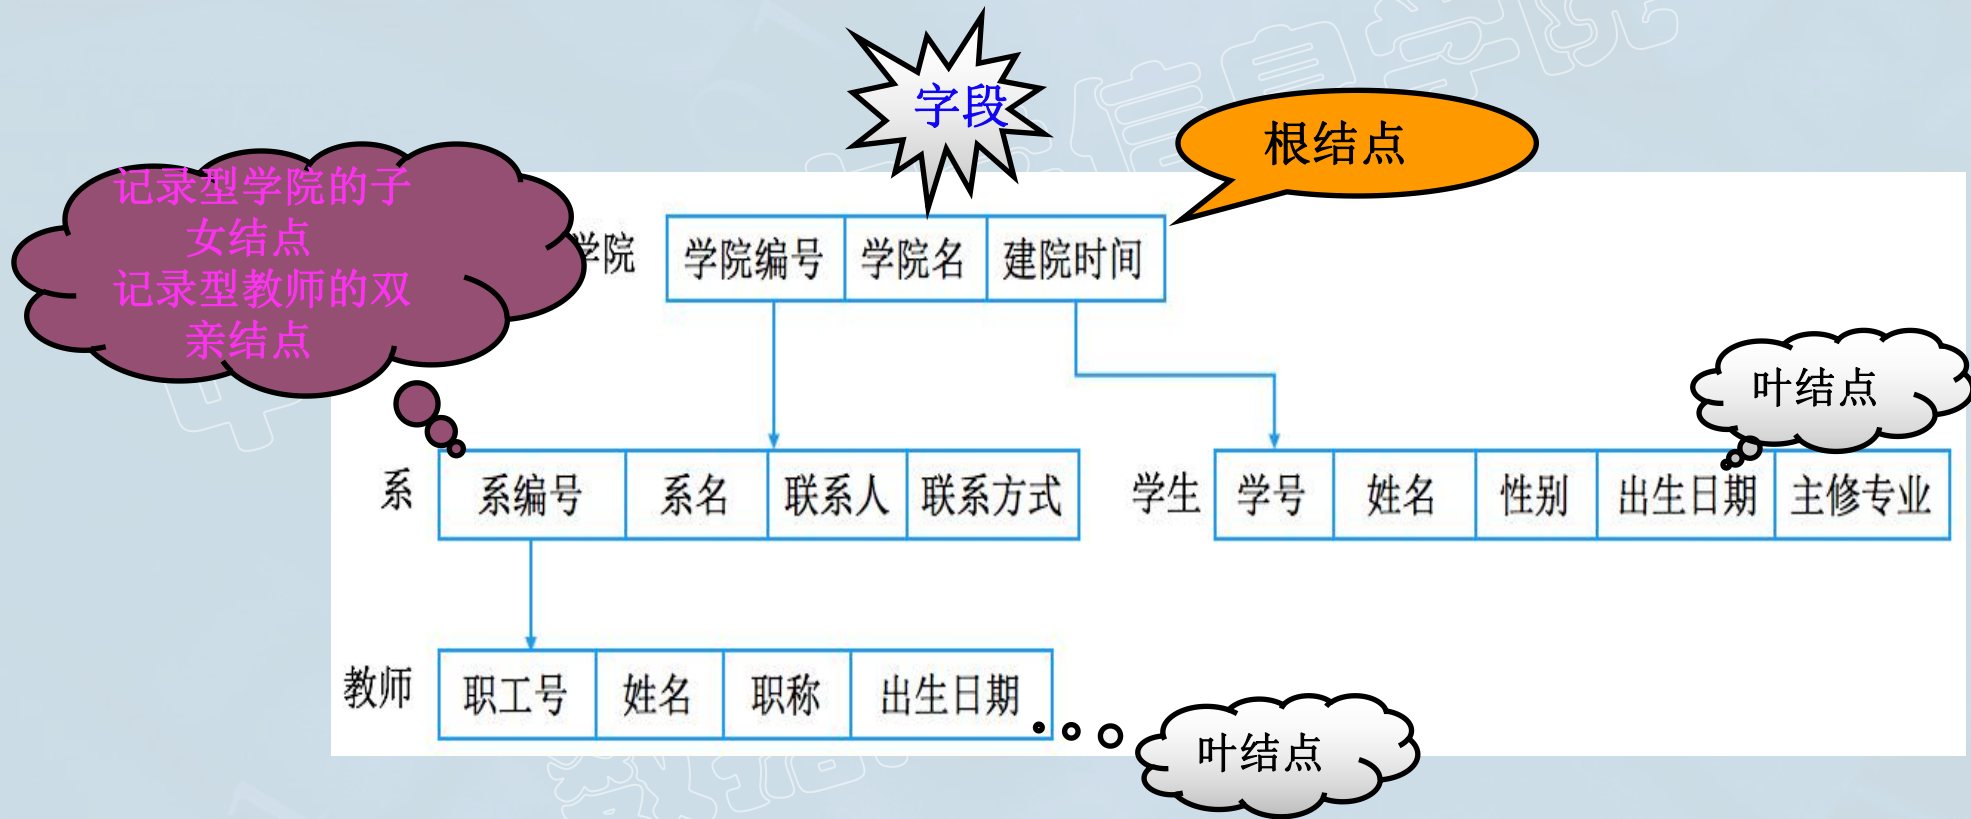 字段
根结点
记录型学院的子
女结点
记录型教师的双
亲结点
学院
学院编号 学院名 建院时间
叶结点
系 系编号 系名 联系人 联系方式
学生 学号 姓名 性别 出生日期 主修专业
教师 职工号 姓名 职称 出生日期
叶结点